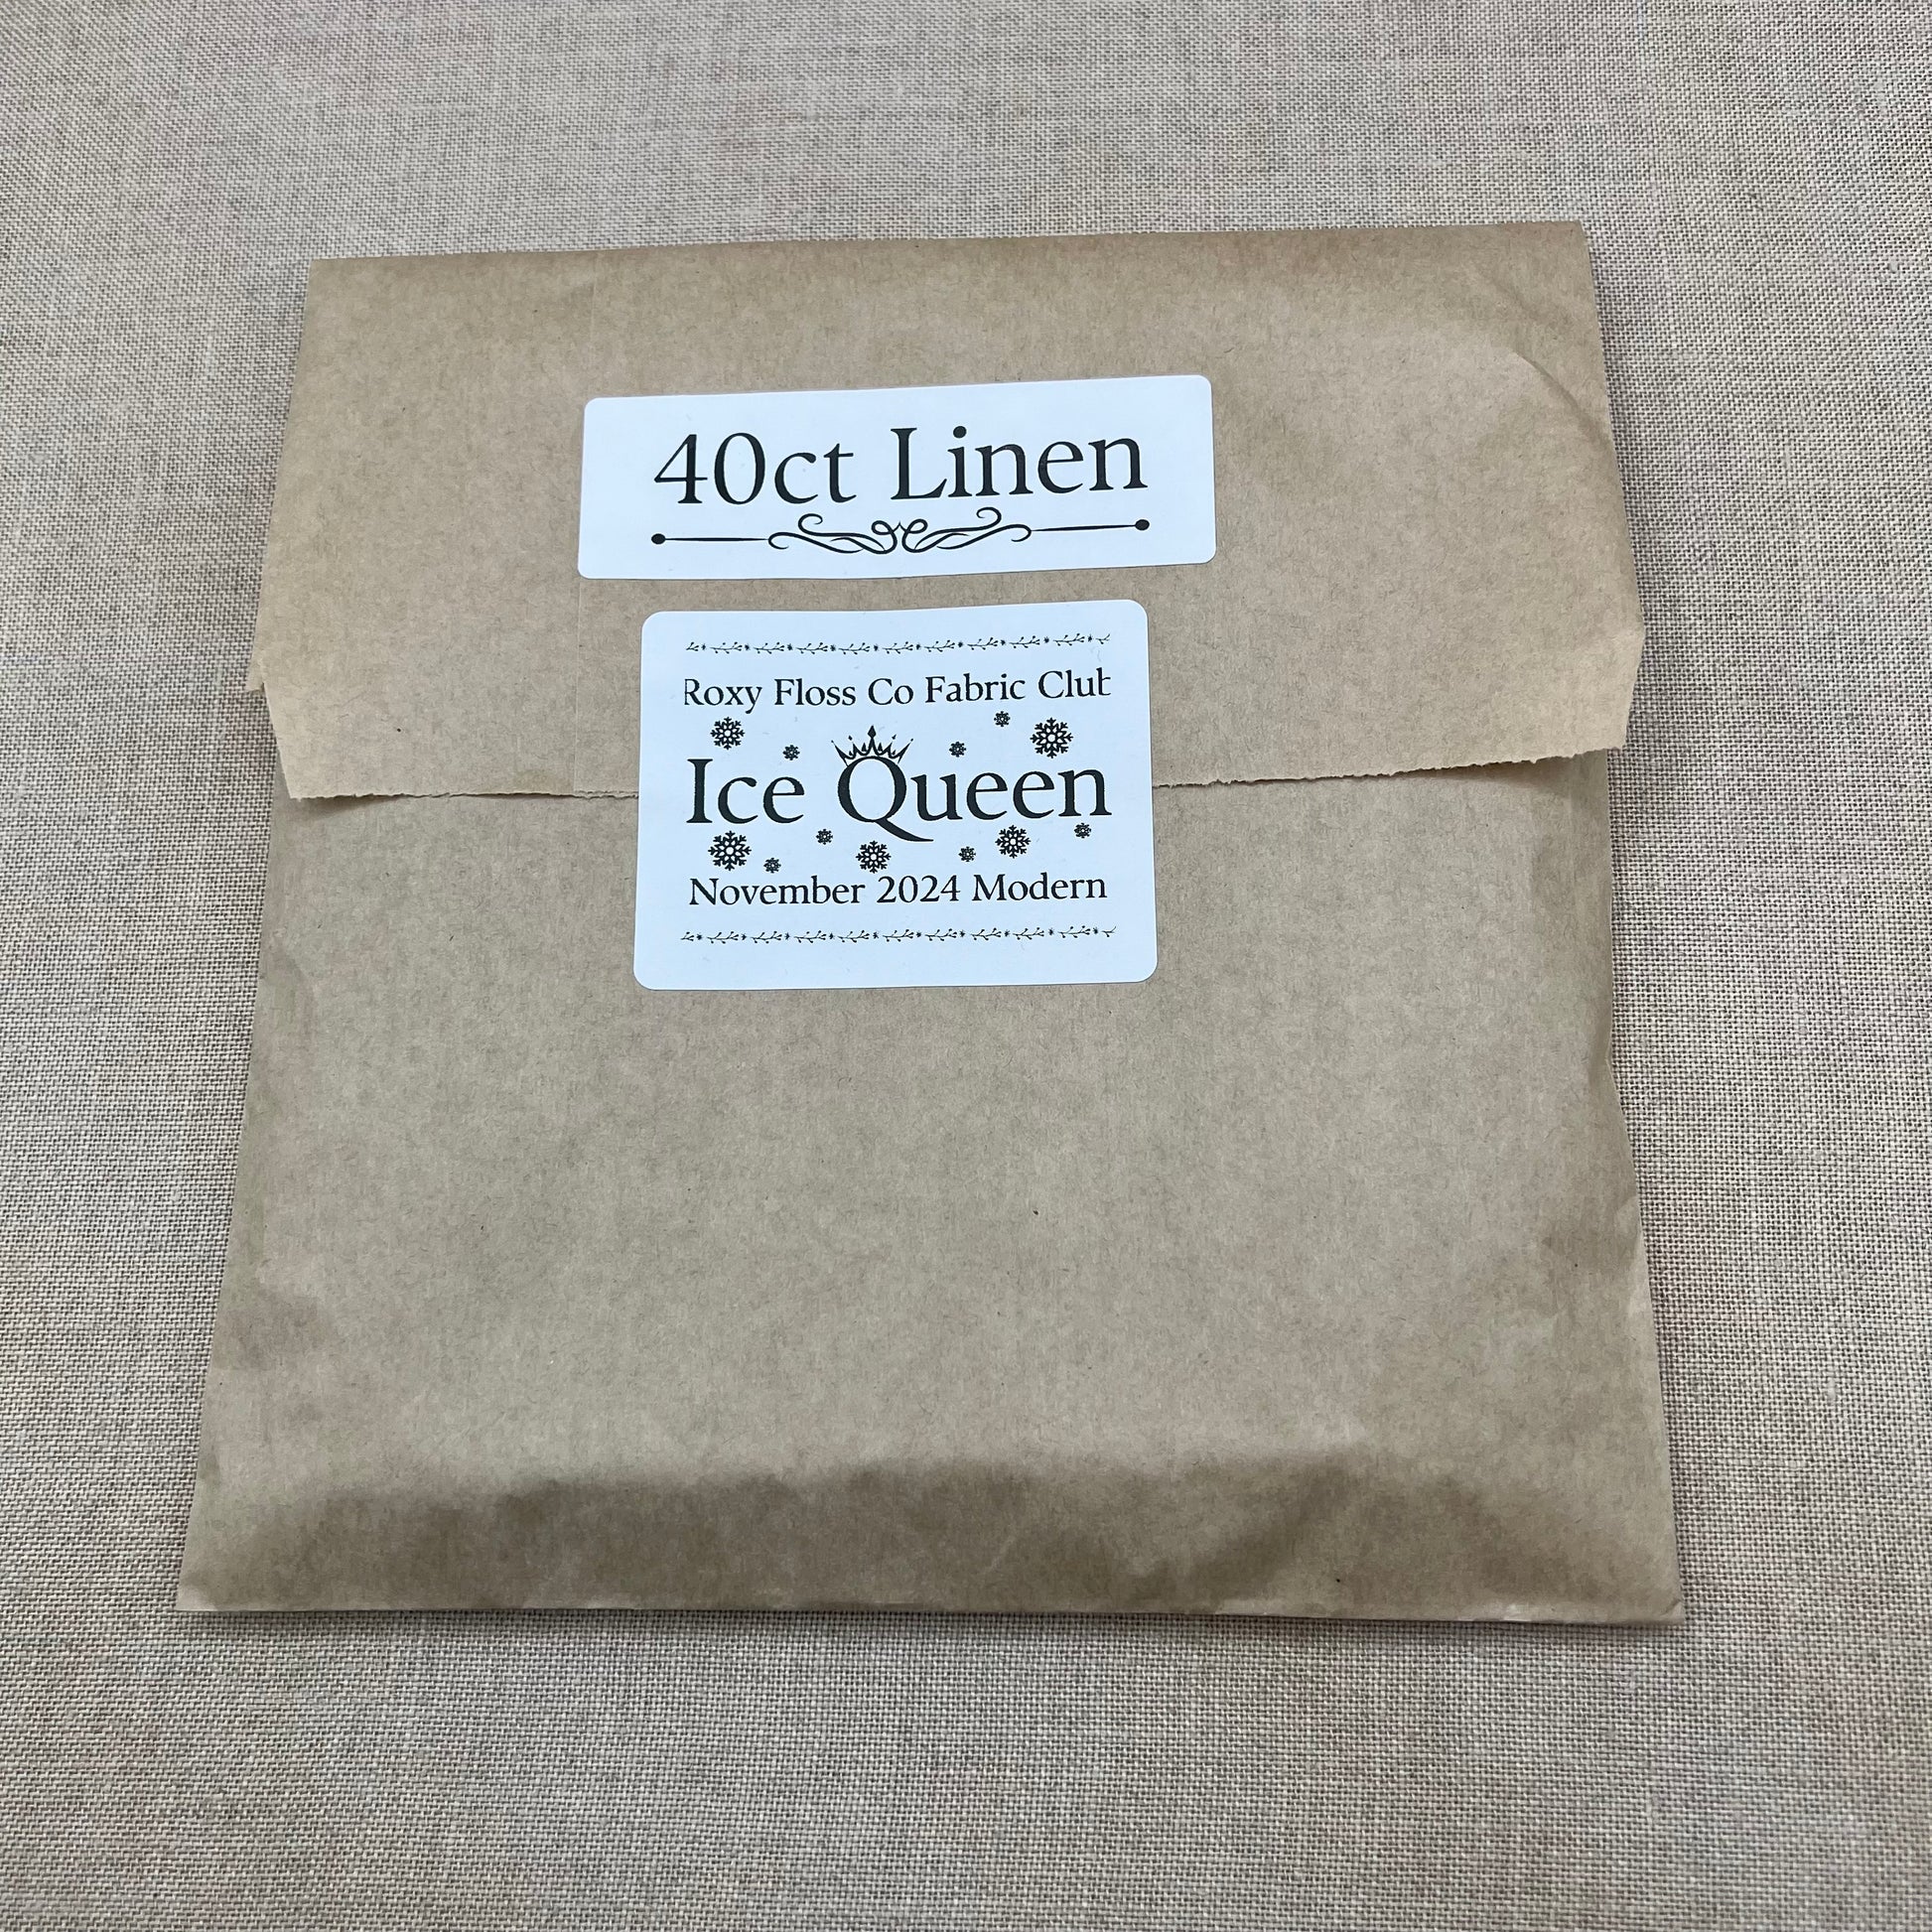 40ct Linen
Roxy Floss Co Fabric Club
Ice Queen
November 2024 Modern